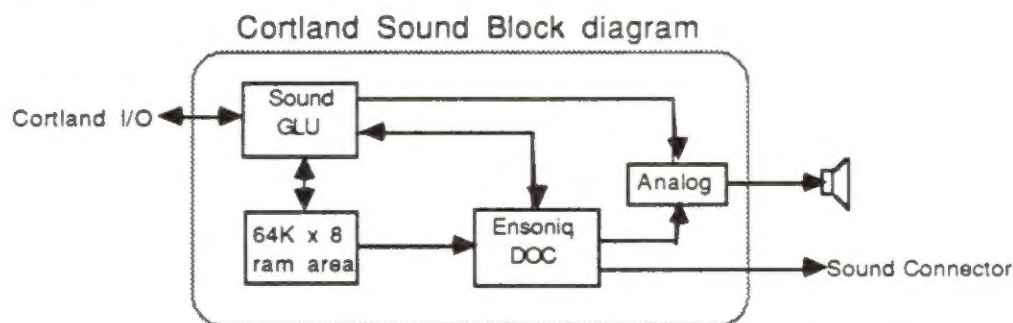 Cortland Sound Block diagram
Cortland I/O
Sound
GLU
64K x 8
ram area
Ensoniq
DOC
Analog
Sound Connector